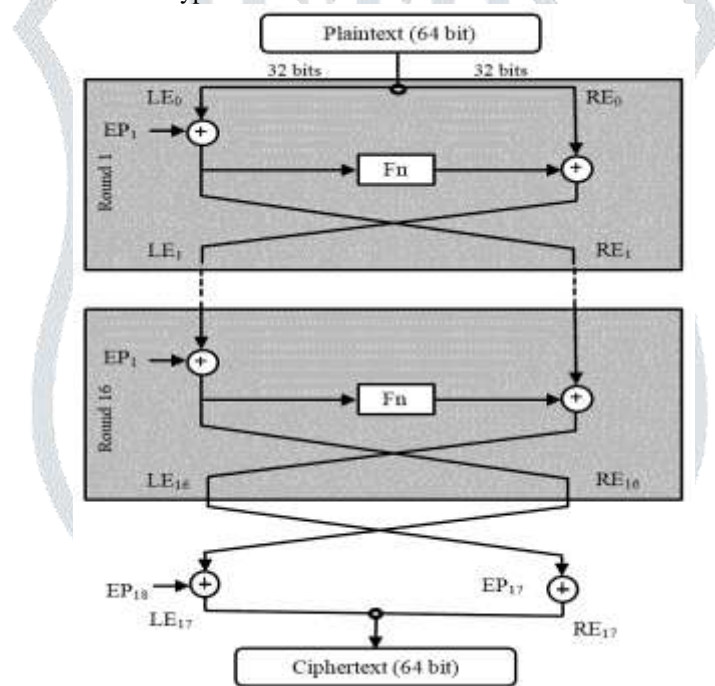 Plaintext (64 bit)
32 bits 32 bits
LE0 RE0
EP1
Fn
Round 1
LE1 RE1
EP1
Fn
Round 16
LE16 RE16
EP18 EP17
LE17 RE17
Ciphertext (64 bit)